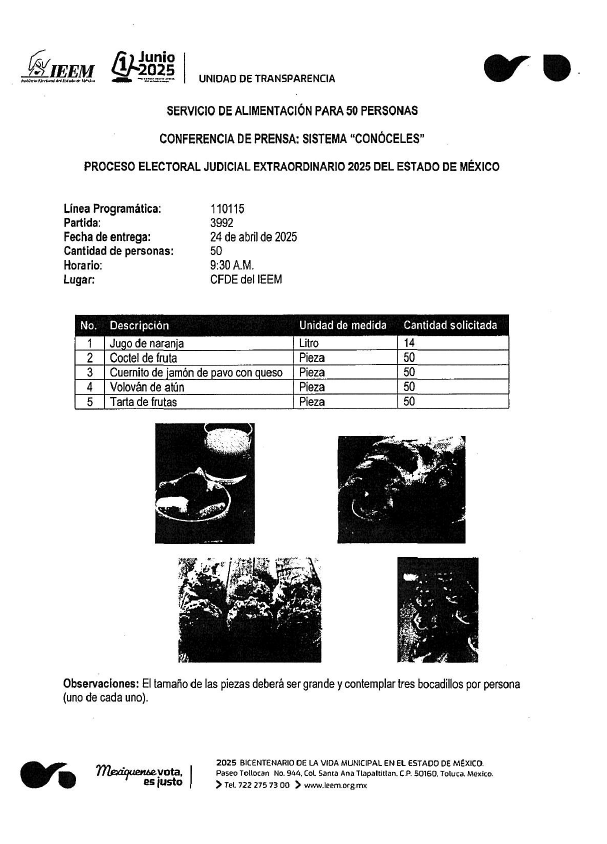 IEEM
Instituto Electoral del Estado de México
1 Junio
2025
UNIDAD DE TRANSPARENCIA
SERVICIO DE ALIMENTACIÓN PARA 50 PERSONAS
CONFERENCIA DE PRENSA: SISTEMA “CONÓCELES”
PROCESO ELECTORAL JUDICIAL EXTRAORDINARIO 2025 DEL ESTADO DE MÉXICO
Línea Programática: 110115
Partida: 3992
Fecha de entrega: 24 de abril de 2025
Cantidad de personas: 50
Horario: 9:30 A.M.
Lugar: CFDE del IEEM
No. Descripción Unidad de medida Cantidad solicitada
1 Jugo de naranja Litro 14
2 Coctel de fruta Pieza 50
3 Cuernito de jamón de pavo con queso Pieza 50
4 Volován de atún Pieza 50
5 Tarta de frutas Pieza 50
Observaciones: El tamaño de las piezas deberá ser grande y contemplar tres bocadillos por persona
(uno de cada uno).
Mexiquense vota,
es justo
2025 BICENTENARIO DE LA VIDA MUNICIPAL EN EL ESTADO DE MÉXICO.
Paseo Tollocan No. 944, Col. Santa Ana Tlapaltitlán, C.P. 50160, Toluca, México.
Tel. 722 275 73 00 www.ieem.org.mx